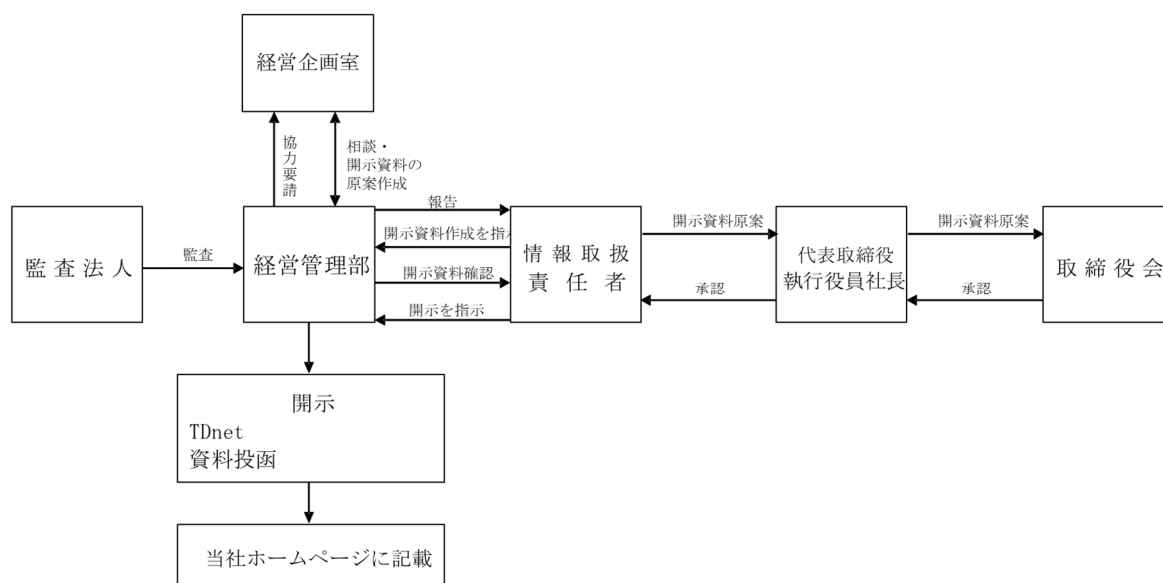 経営企画室
協力要請
相談・
開示資料の
原案作成
監査法人
監査
経営管理部
報告
開示資料作成を指示
開示資料確認
開示を指示
情報取扱
責任者
開示資料原案
承認
代表取締役
執行役員社長
開示資料原案
承認
取締役会
開示
TDnet
資料投函
当社ホームページに記載